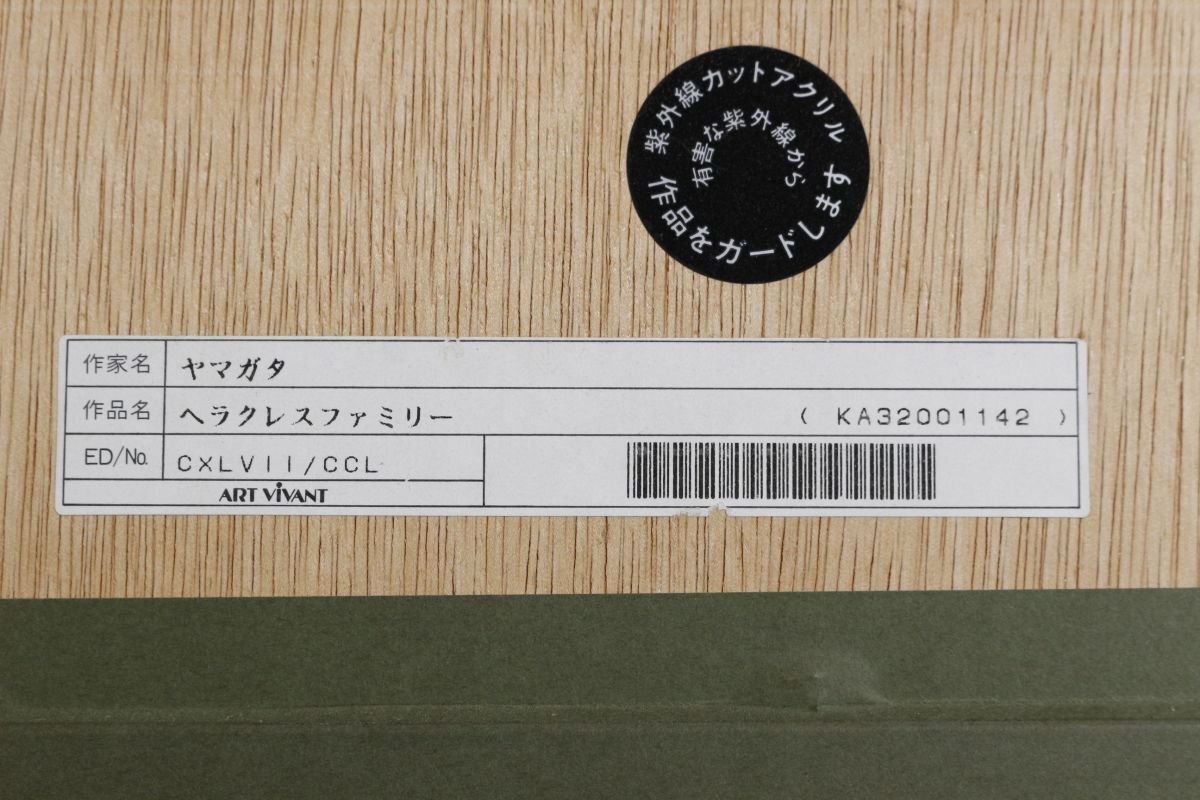 紫外線カットアクリル
有害な紫外線から
作品をガードします
作家名 ヤマガタ
作品名 ヘラクレスファミリー ( KA32001142 )
ED/No. CXLVII/CCL
ART ViVANT